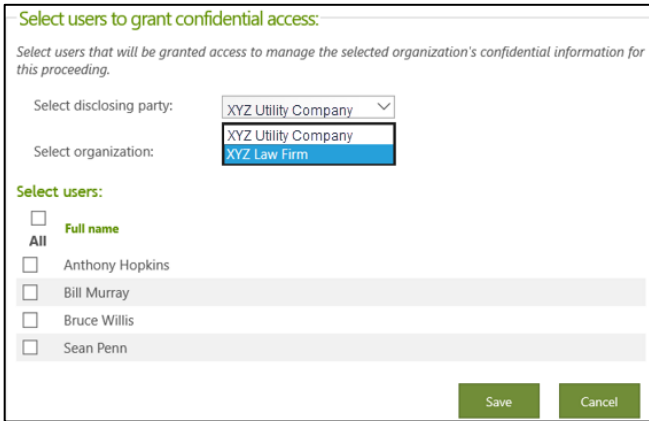 Select users to grant confidential access:
Select users that will be granted access to manage the selected organization's confidential information for
this proceeding.
Select disclosing party:
XYZ Utility Company
XYZ Utility Company
Select organization:
XYZ Law Firm
Select users:
All
Full name
Anthony Hopkins
Bill Murray
Bruce Willis
Sean Penn
Save
Cancel